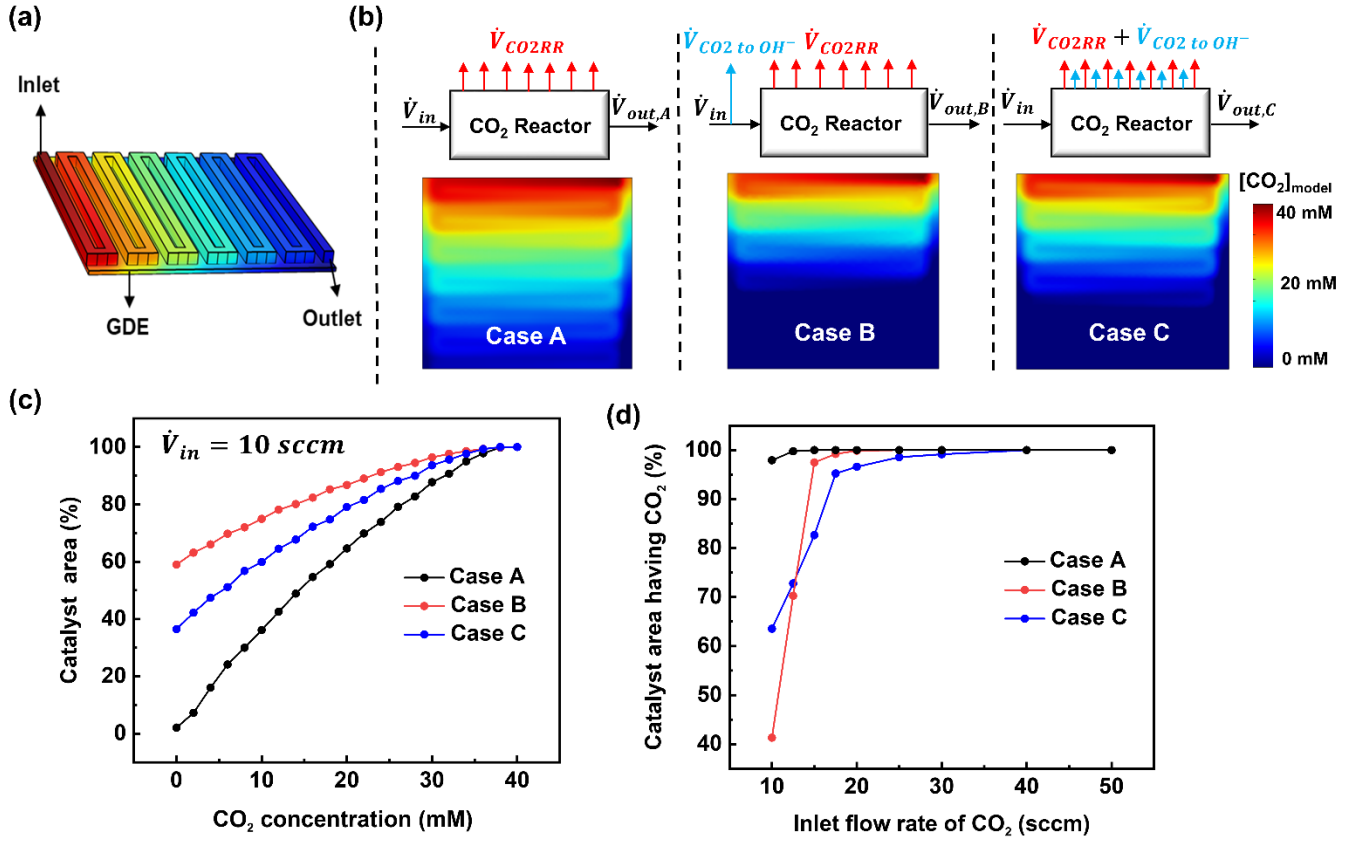 (a)
Inlet
GDE
Outlet
(b)
V̇CO2RR
V̇in
CO₂ Reactor
V̇out,A
V̇CO2 to OH⁻ V̇CO2RR
V̇in
CO₂ Reactor
V̇out,B
V̇CO2RR + V̇CO2 to OH⁻
V̇in
CO₂ Reactor
V̇out,C
Case A
Case B
Case C
[CO₂]model
40 mM
20 mM
0 mM
(c)
V̇in = 10 sccm
Catalyst area (%)
100
80
60
40
20
0
Case A
Case B
Case C
0 10 20 30 40
CO₂ concentration (mM)
(d)
Catalyst area having CO₂ (%)
100
90
80
70
60
50
40
Case A
Case B
Case C
10 20 30 40 50
Inlet flow rate of CO₂ (sccm)